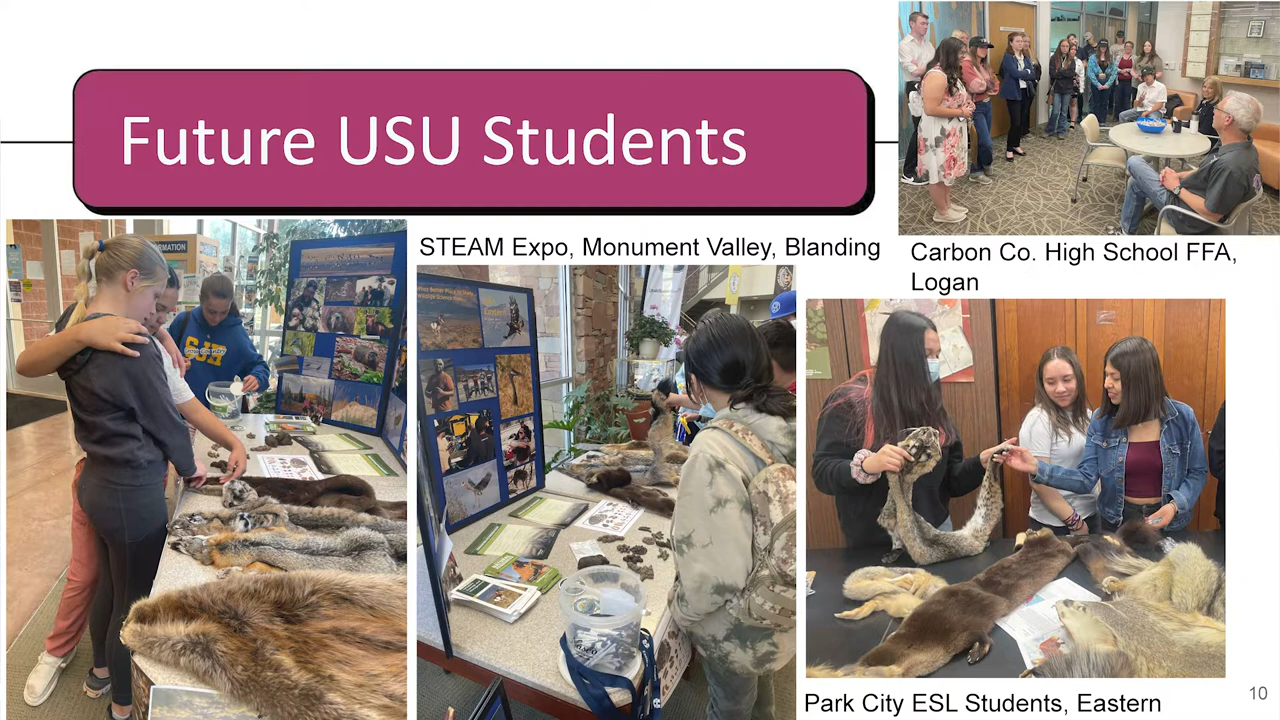 Future USU Students
STEAM Expo, Monument Valley, Blanding
Carbon Co. High School FFA,
Logan
INFORMATION
Park City ESL Students, Eastern
10